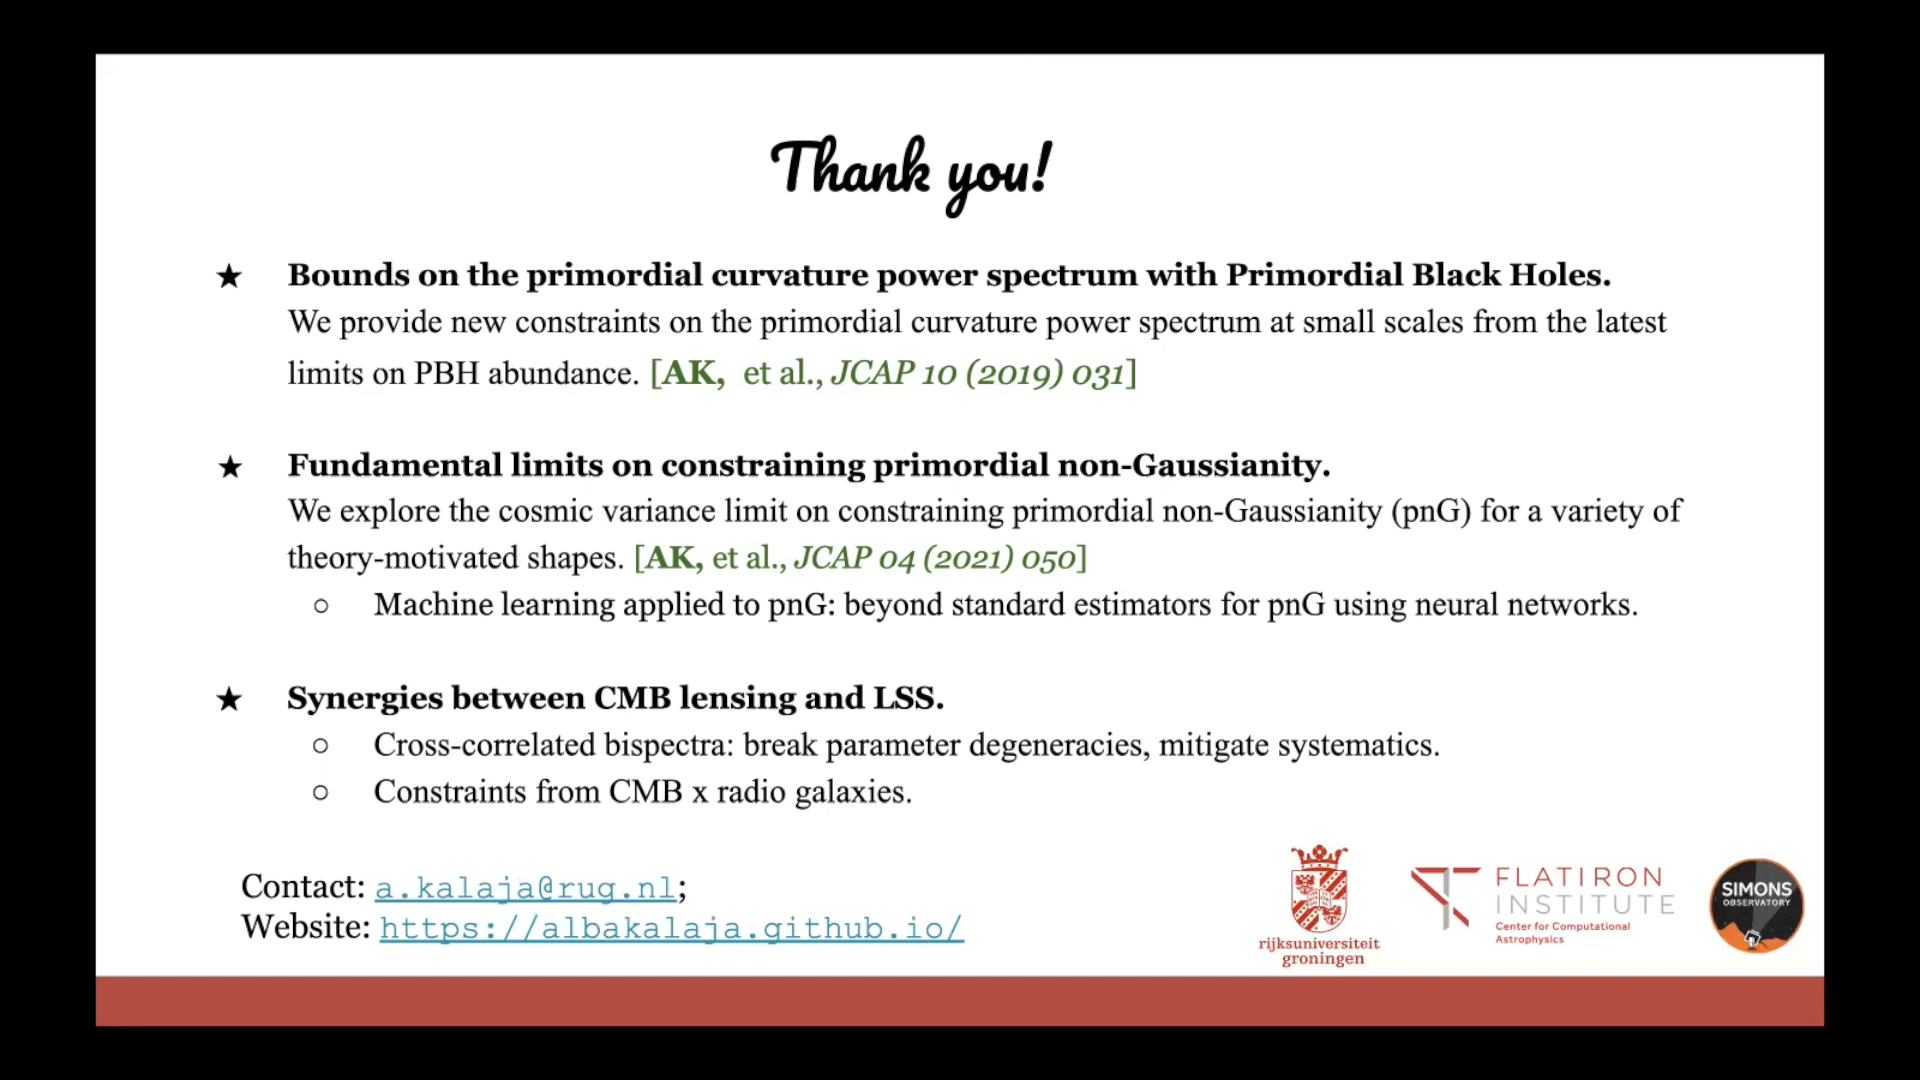 Thank you!
★ Bounds on the primordial curvature power spectrum with Primordial Black Holes.
We provide new constraints on the primordial curvature power spectrum at small scales from the latest
limits on PBH abundance. [AK, et al., JCAP 10 (2019) 031]
★ Fundamental limits on constraining primordial non-Gaussianity.
We explore the cosmic variance limit on constraining primordial non-Gaussianity (pnG) for a variety of
theory-motivated shapes. [AK, et al., JCAP 04 (2021) 050]
○ Machine learning applied to pnG: beyond standard estimators for pnG using neural networks.
★ Synergies between CMB lensing and LSS.
○ Cross-correlated bispectra: break parameter degeneracies, mitigate systematics.
○ Constraints from CMB x radio galaxies.
Contact: a.kalaja@rug.nl;
Website: https://albakalaja.github.io/
rijksuniversiteit
groningen
FLATIRON
INSTITUTE
Center for Computational
Astrophysics
SIMONS
OBSERVATORY